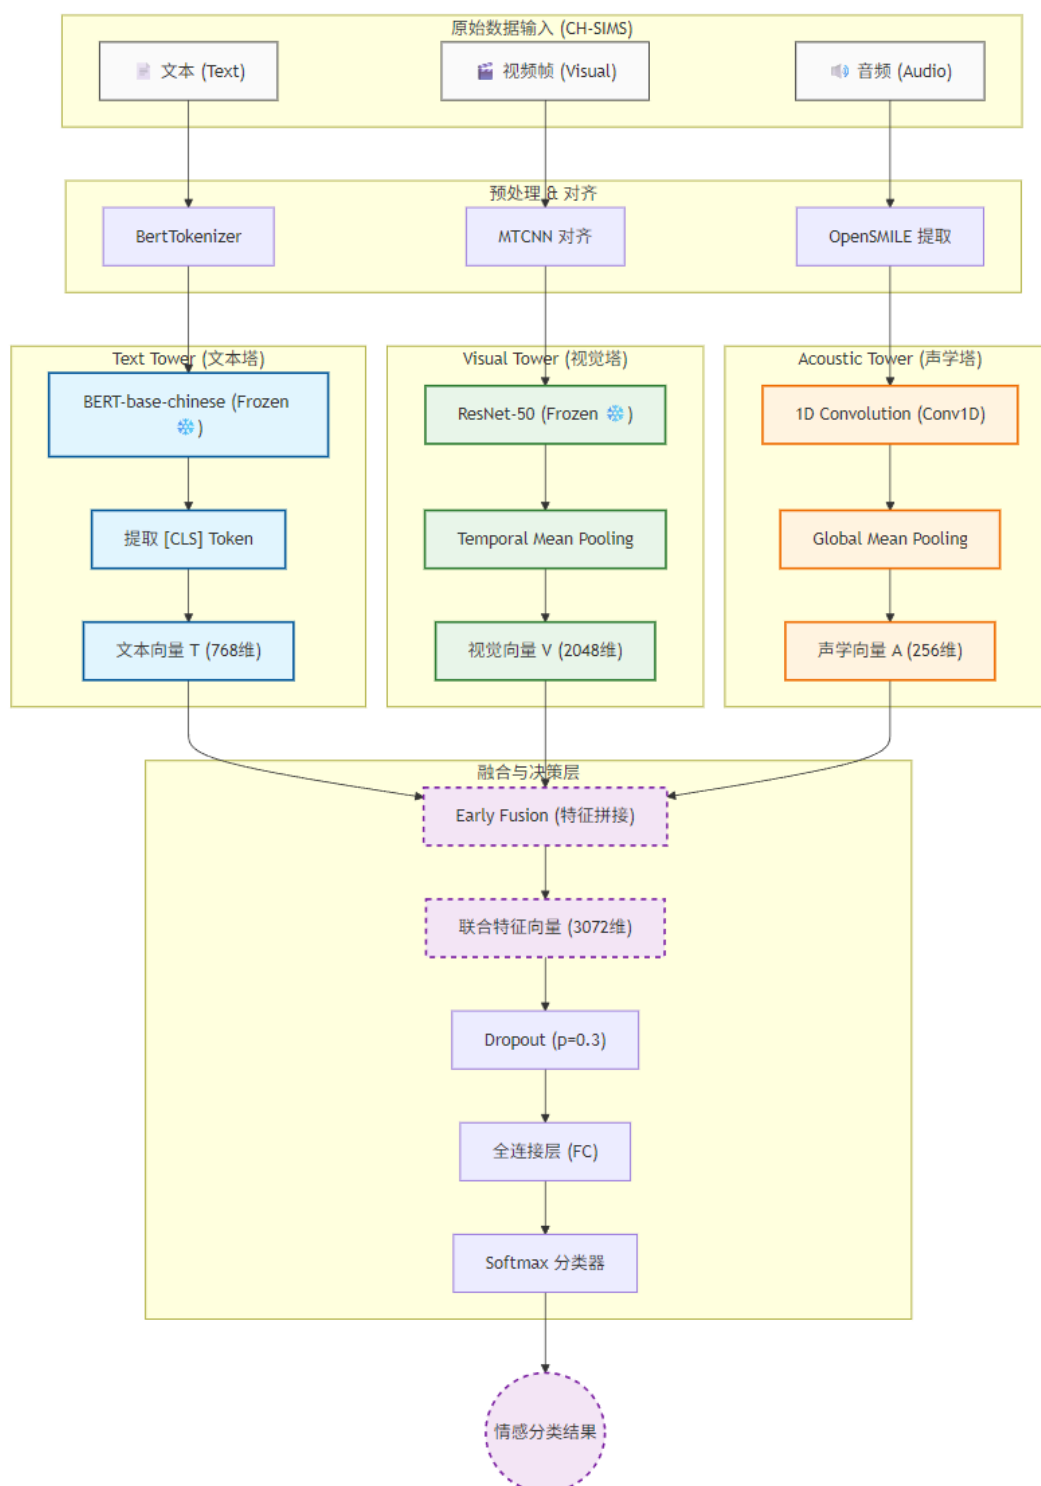 原始数据输入 (CH-SIMS)
📄 文本 (Text)
🎬 视频帧 (Visual)
🔊 音频 (Audio)
预处理 & 对齐
BertTokenizer
MTCNN 对齐
OpenSMILE 提取
Text Tower (文本塔)
BERT-base-chinese (Frozen
❄️)
提取 [CLS] Token
文本向量 T (768维)
Visual Tower (视觉塔)
ResNet-50 (Frozen ❄️)
Temporal Mean Pooling
视觉向量 V (2048维)
Acoustic Tower (声学塔)
1D Convolution (Conv1D)
Global Mean Pooling
声学向量 A (256维)
融合与决策层
Early Fusion (特征拼接)
联合特征向量 (3072维)
Dropout (p=0.3)
全连接层 (FC)
Softmax 分类器
情感分类结果